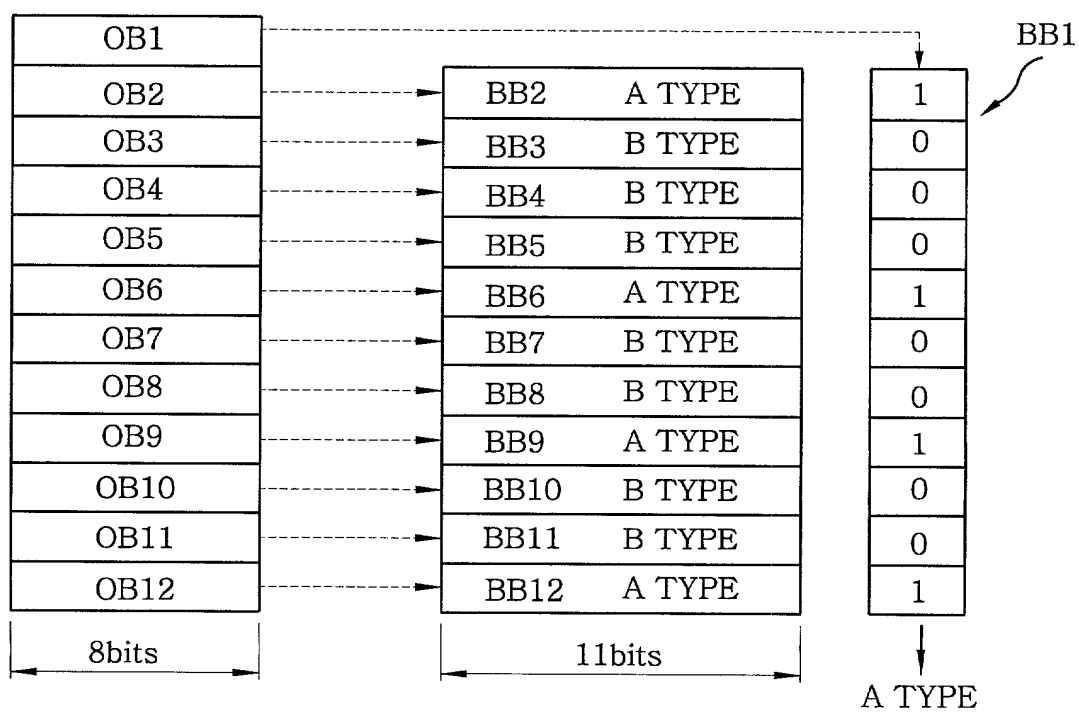 OB1 BB1
OB2 BB2 A TYPE 1
OB3 BB3 B TYPE 0
OB4 BB4 B TYPE 0
OB5 BB5 B TYPE 0
OB6 BB6 A TYPE 1
OB7 BB7 B TYPE 0
OB8 BB8 B TYPE 0
OB9 BB9 A TYPE 1
OB10 BB10 B TYPE 0
OB11 BB11 B TYPE 0
OB12 BB12 A TYPE 1
8bits 11bits
A TYPE